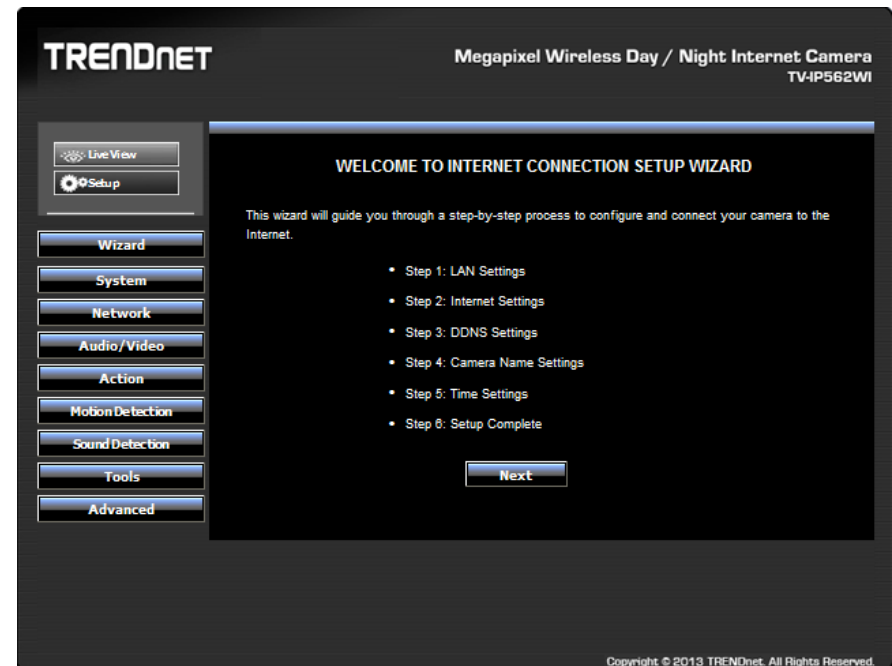 TRENDnET
Megapixel Wireless Day / Night Internet Camera
TV-IP562WI
Live View
Setup
Wizard
System
Network
Audio/Video
Action
Motion Detection
Sound Detection
Tools
Advanced
WELCOME TO INTERNET CONNECTION SETUP WIZARD
This wizard will guide you through a step-by-step process to configure and connect your camera to the
Internet.
• Step 1: LAN Settings
• Step 2: Internet Settings
• Step 3: DDNS Settings
• Step 4: Camera Name Settings
• Step 5: Time Settings
• Step 6: Setup Complete
Next
Copyright © 2013 TRENDnet. All Rights Reserved.